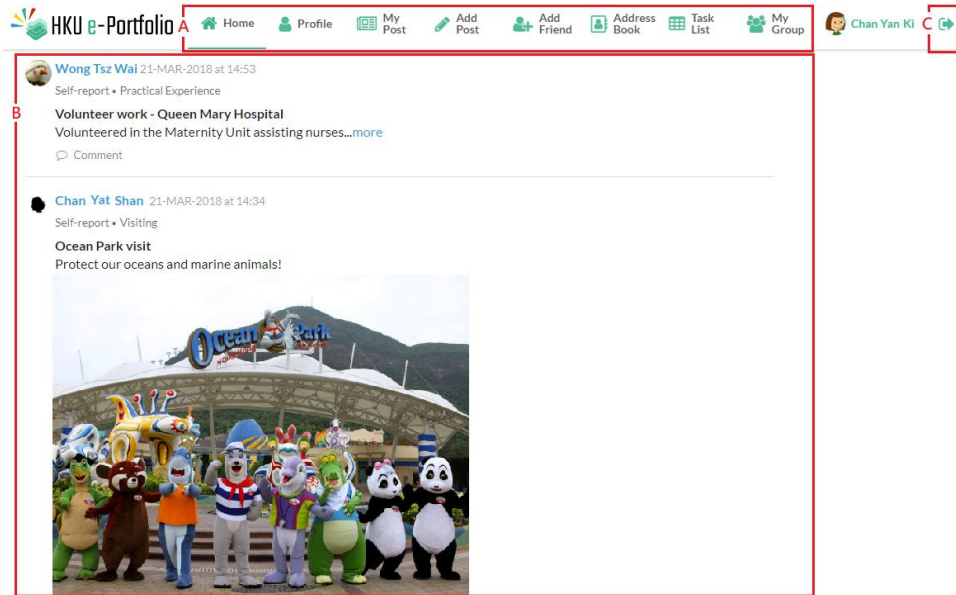 HKU e-Portfolio A Home Profile My Post Add Post Add Friend Address Book Task List My Group Chan Yan Ki C
B
Wong Tsz Wai 21-MAR-2018 at 14:53
Self-report • Practical Experience
Volunteer work - Queen Mary Hospital
Volunteered in the Maternity Unit assisting nurses...more
Comment
Chan Yat Shan 21-MAR-2018 at 14:34
Self-report • Visiting
Ocean Park visit
Protect our oceans and marine animals!
Ocean Park